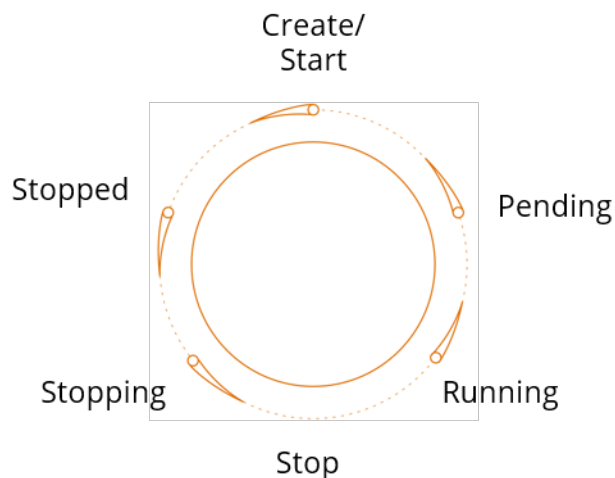 Create/
Start
Stopped
Pending
Stopping
Running
Stop